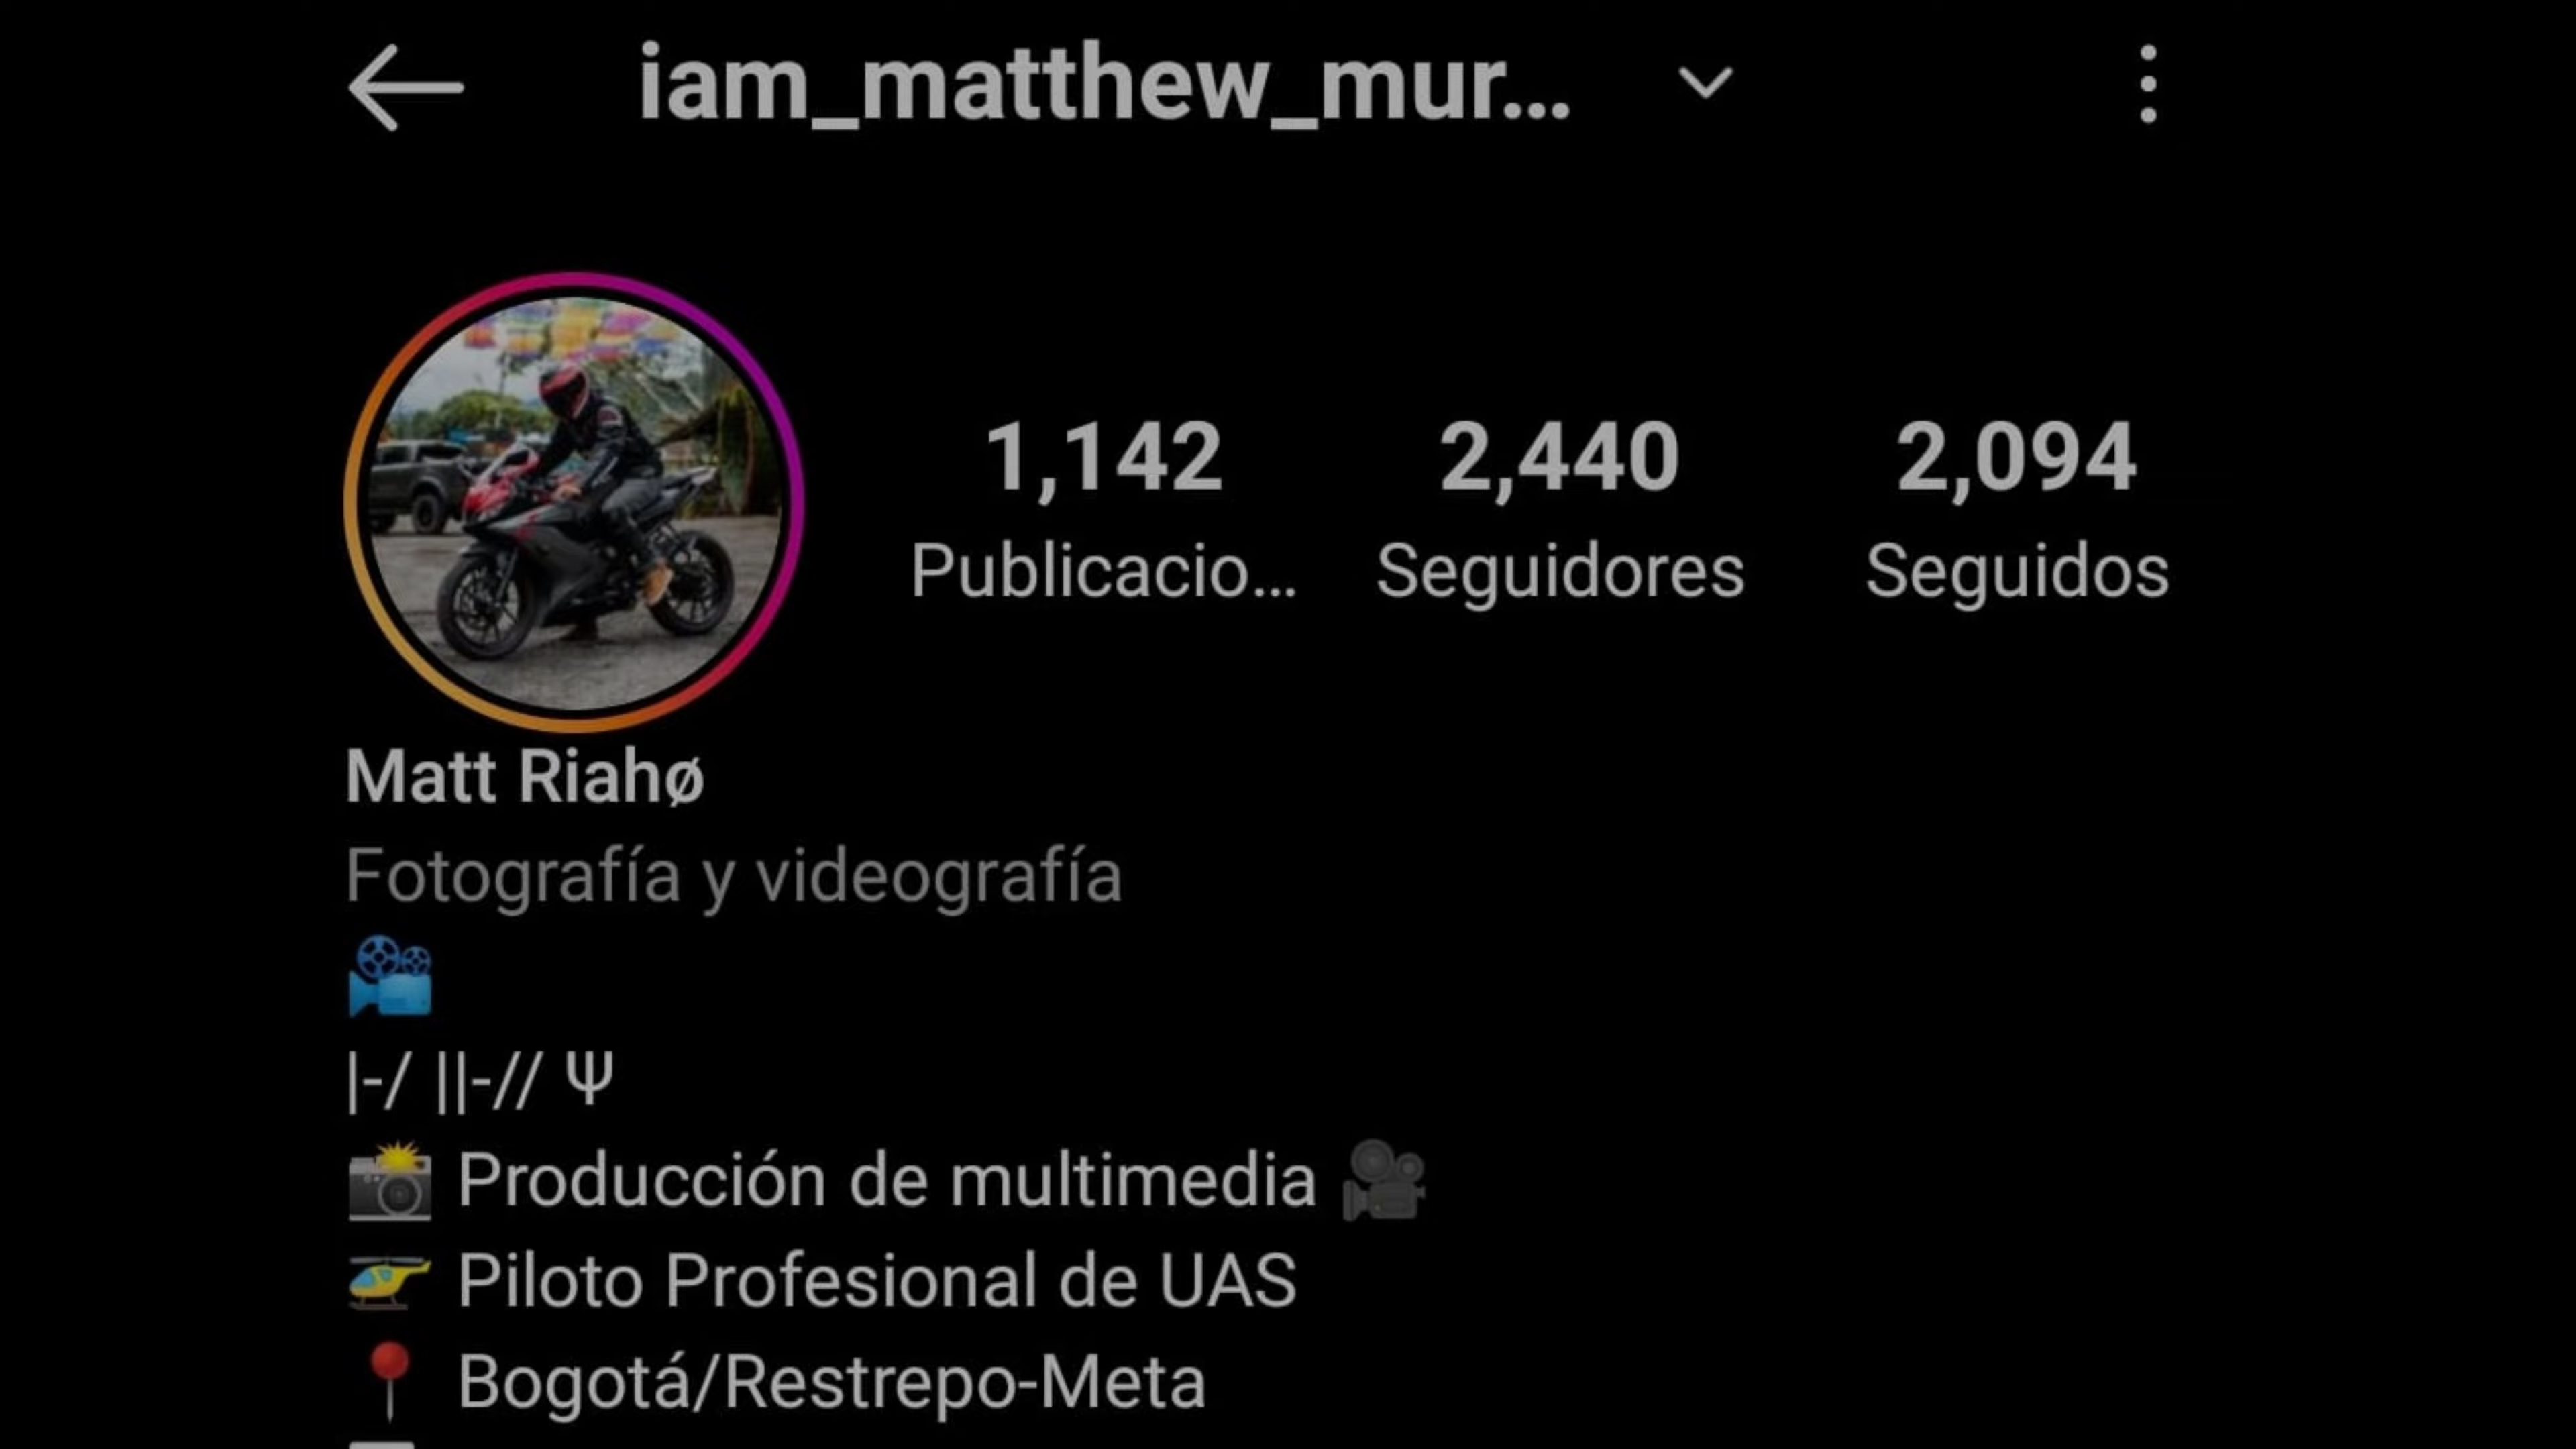 iam_matthew_mur...
1,142 2,440 2,094
Publicacio... Seguidores Seguidos
Matt Riahø
Fotografía y videografía
🎥
|-/ ||-// Ψ
📸 Producción de multimedia 🎥
🚁 Piloto Profesional de UAS
📍 Bogotá/Restrepo-Meta